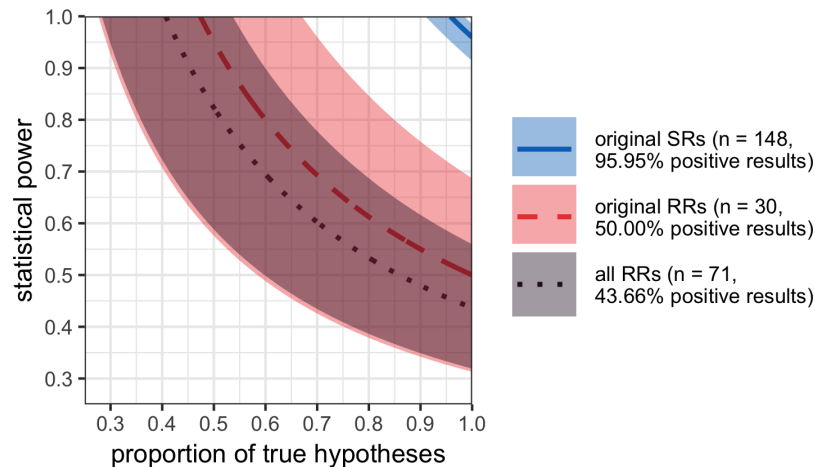 1.0
0.9
0.8
0.7
0.6
0.5
0.4
0.3
statistical power
0.3 0.4 0.5 0.6 0.7 0.8 0.9 1.0
proportion of true hypotheses
original SRs (n = 148,
95.95% positive results)
original RRs (n = 30,
50.00% positive results)
all RRs (n = 71,
43.66% positive results)